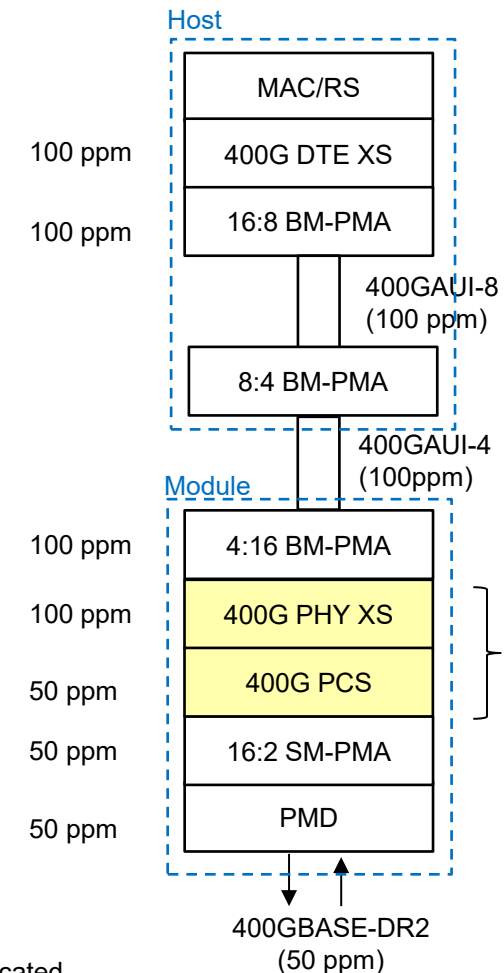 Host
MAC/RS
100 ppm
400G DTE XS
100 ppm
16:8 BM-PMA
400GAUI-8
(100 ppm)
8:4 BM-PMA
400GAUI-4
(100ppm)
Module
100 ppm
4:16 BM-PMA
100 ppm
400G PHY XS
50 ppm
400G PCS
50 ppm
16:2 SM-PMA
50 ppm
PMD
400GBASE-DR2
(50 ppm)